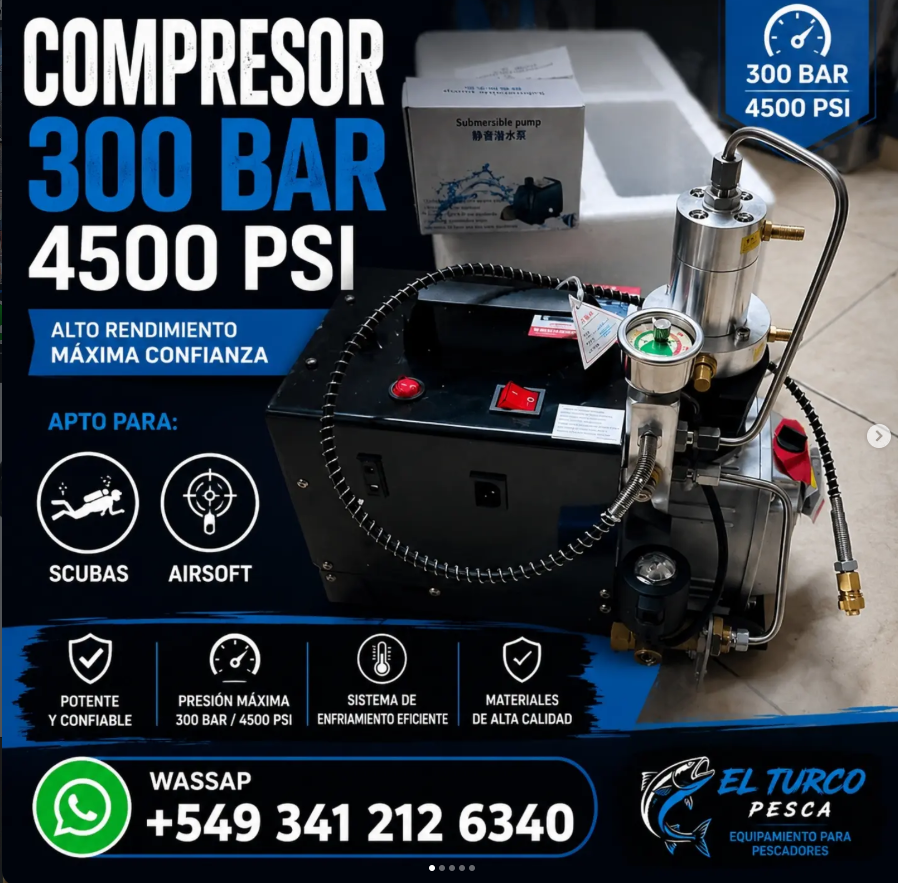 COMPRESOR
300 BAR
4500 PSI
300 BAR
4500 PSI
Submersible pump
静音潜水泵
ALTO RENDIMIENTO
MÁXIMA CONFIANZA
APTO PARA:
SCUBAS
AIRSOFT
POTENTE
Y CONFIABLE
PRESIÓN MÁXIMA
300 BAR / 4500 PSI
SISTEMA DE
ENFRIAMIENTO EFICIENTE
MATERIALES
DE ALTA CALIDAD
WASSAP
+549 341 212 6340
EL TURCO
PESCA
EQUIPAMIENTO PARA
PESCADORES